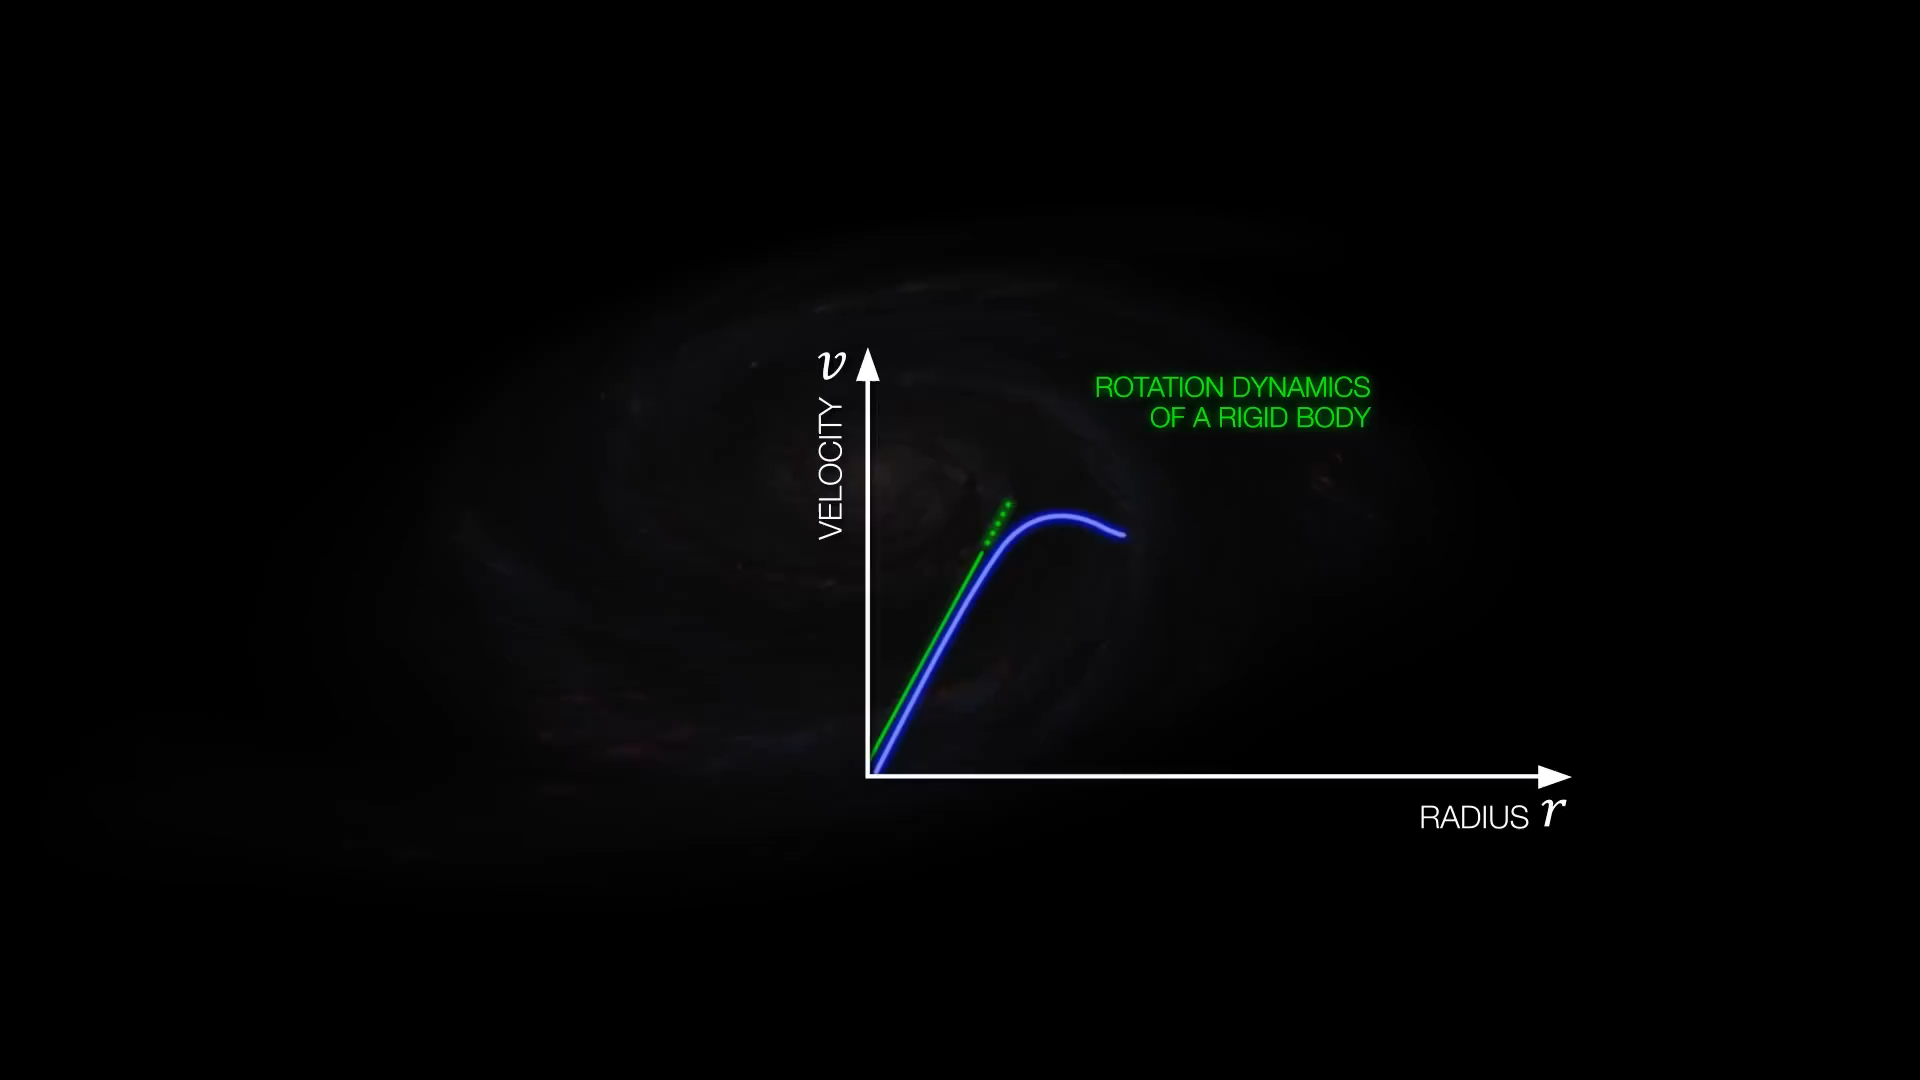 v
VELOCITY
ROTATION DYNAMICS
OF A RIGID BODY
RADIUS r